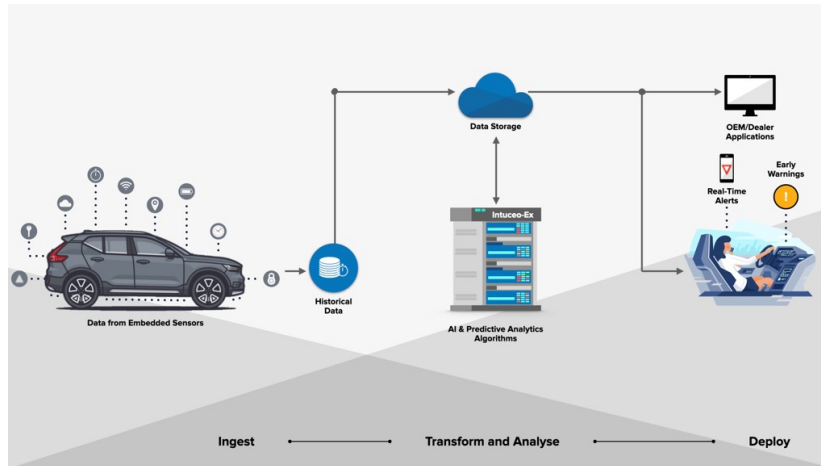 Data Storage
OEM/Dealer
Applications
Early
Warnings
Real-Time
Alerts
Intuceo-Ex
Historical
Data
Data from Embedded Sensors
AI & Predictive Analytics
Algorithms
Ingest
Transform and Analyse
Deploy